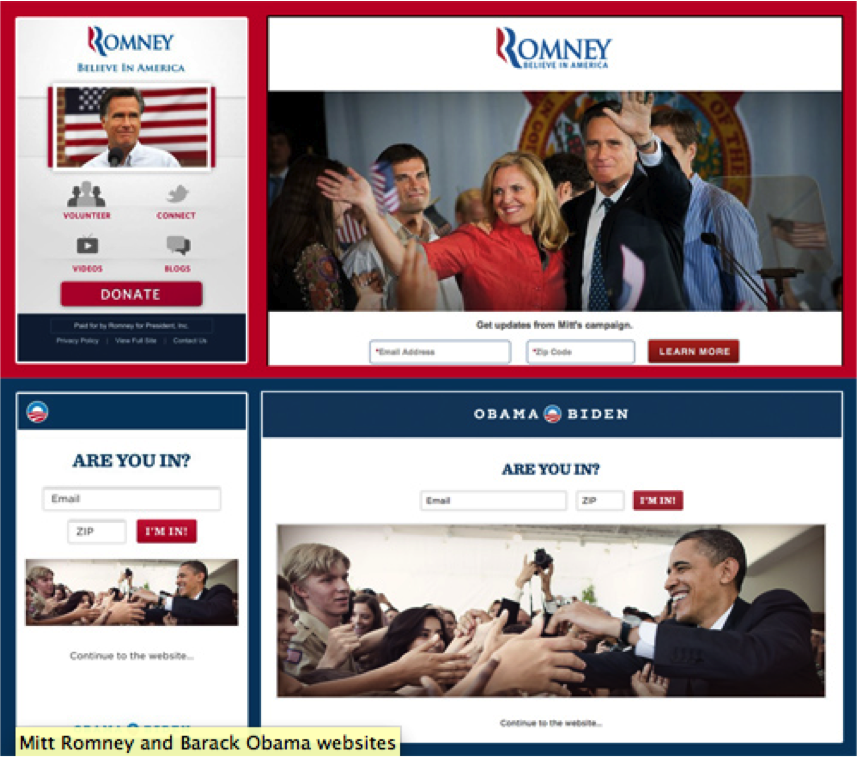 ROMNEY
BELIEVE IN AMERICA
VOLUNTEER
CONNECT
VIDEOS
BLOGS
DONATE
Paid for by Romney for President, Inc.
Privacy Policy | View Full Site | Contact Us
ROMNEY
BELIEVE IN AMERICA
Get updates from Mitt's campaign.
*Email Address
*Zip Code
LEARN MORE
ARE YOU IN?
Email
ZIP
I'M IN!
Continue to the website...
OBAMA BIDEN
ARE YOU IN?
Email
ZIP
I'M IN!
Continue to the website...
Mitt Romney and Barack Obama websites